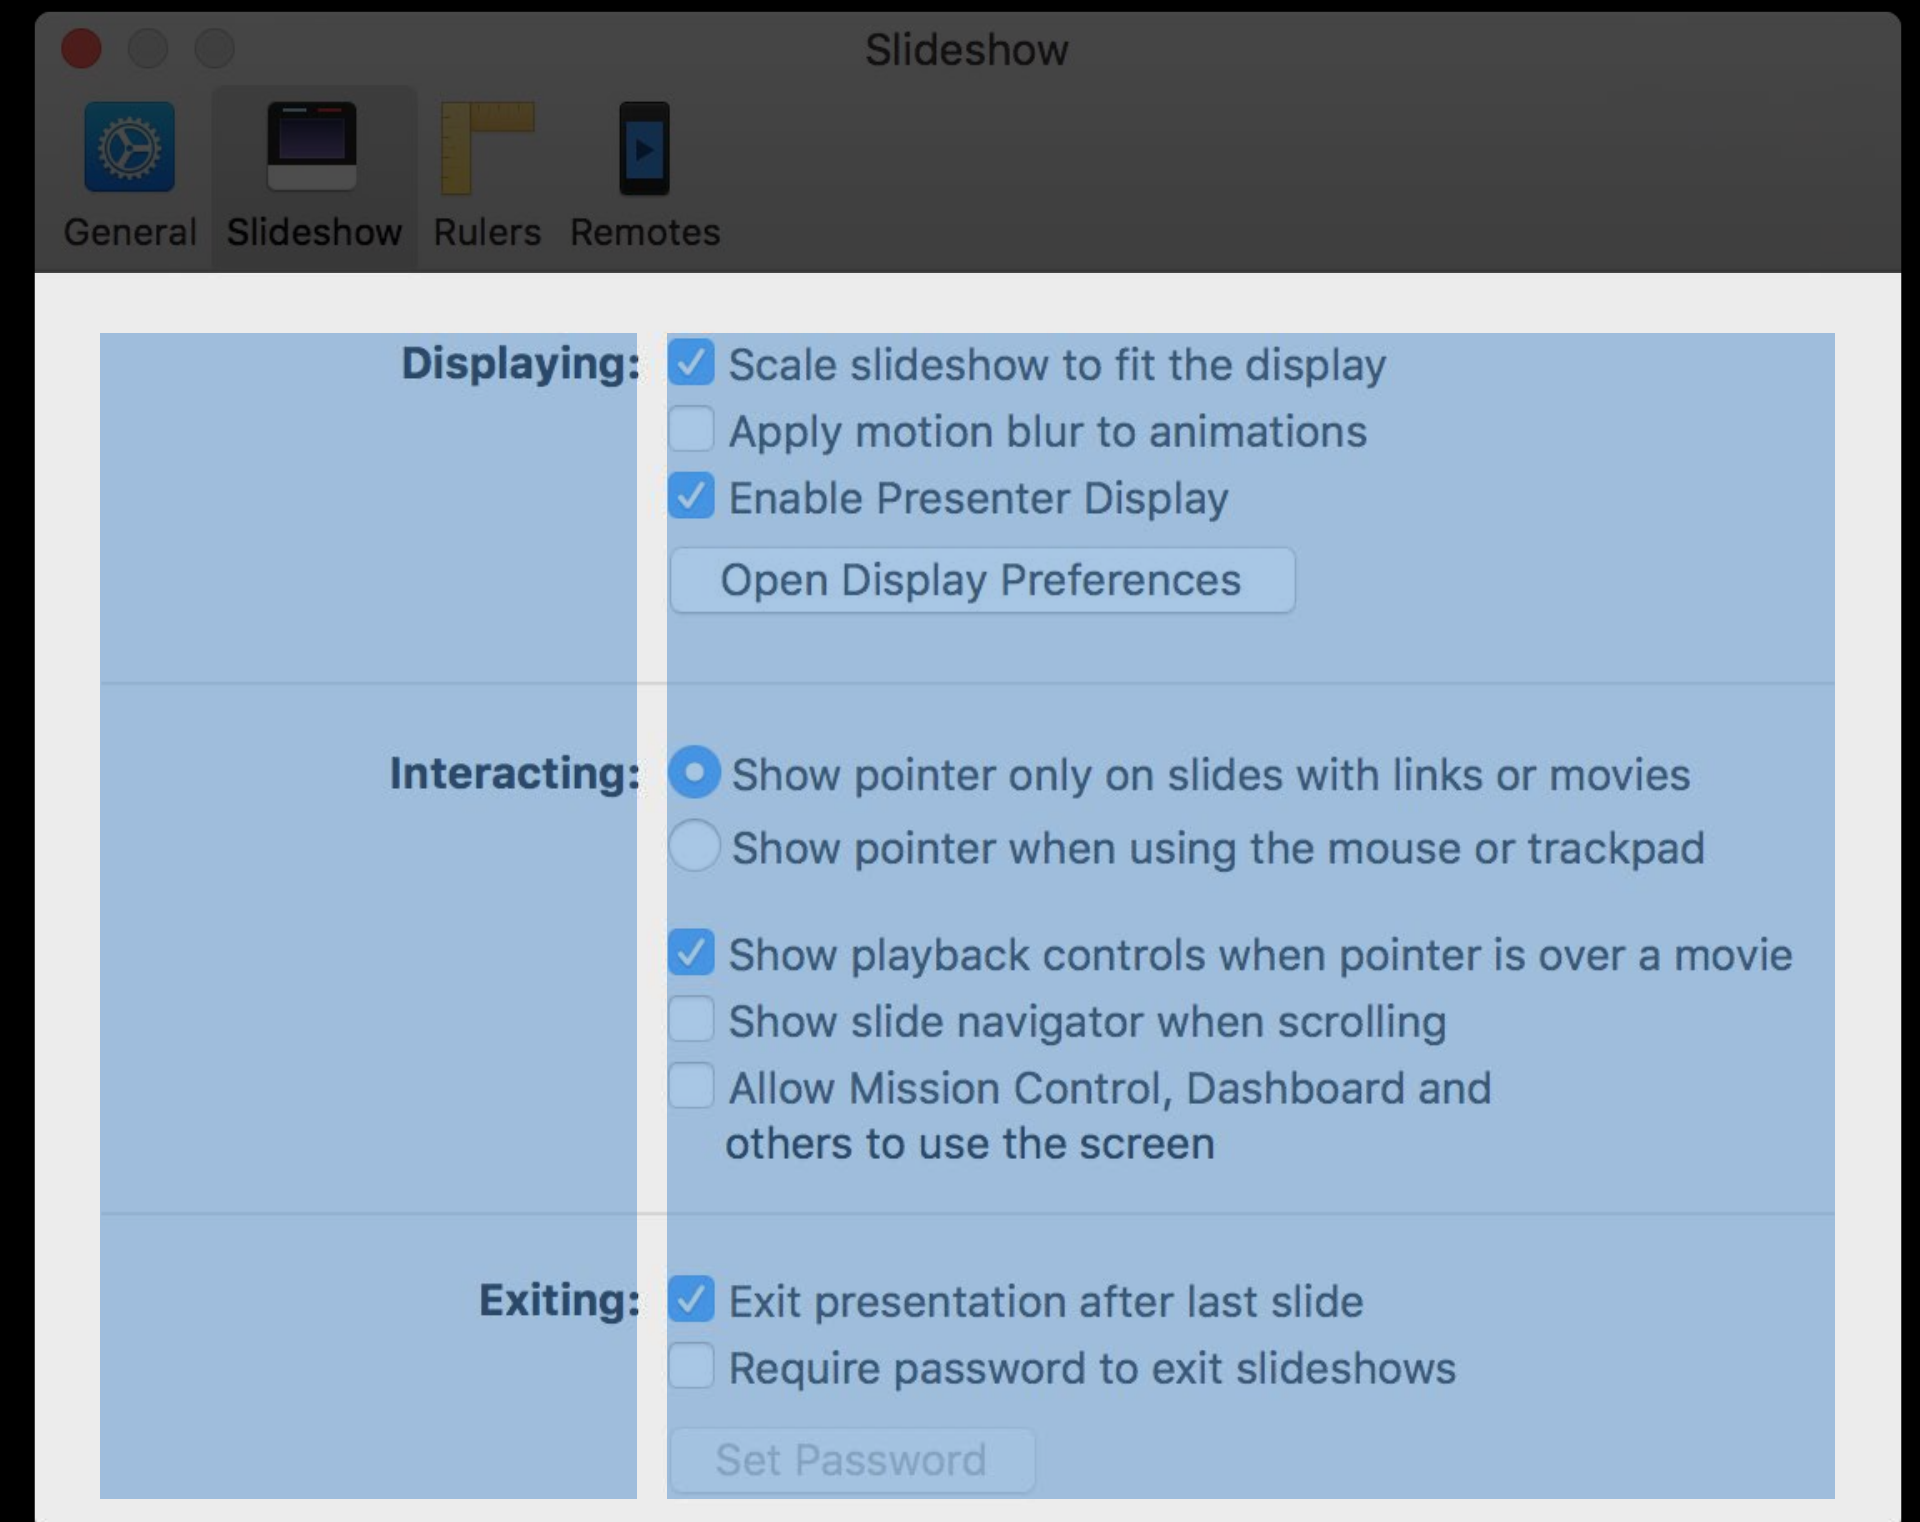 Slideshow
General Slideshow Rulers Remotes
Displaying: Scale slideshow to fit the display
Apply motion blur to animations
Enable Presenter Display
Open Display Preferences
Interacting: Show pointer only on slides with links or movies
Show pointer when using the mouse or trackpad
Show playback controls when pointer is over a movie
Show slide navigator when scrolling
Allow Mission Control, Dashboard and
others to use the screen
Exiting: Exit presentation after last slide
Require password to exit slideshows
Set Password